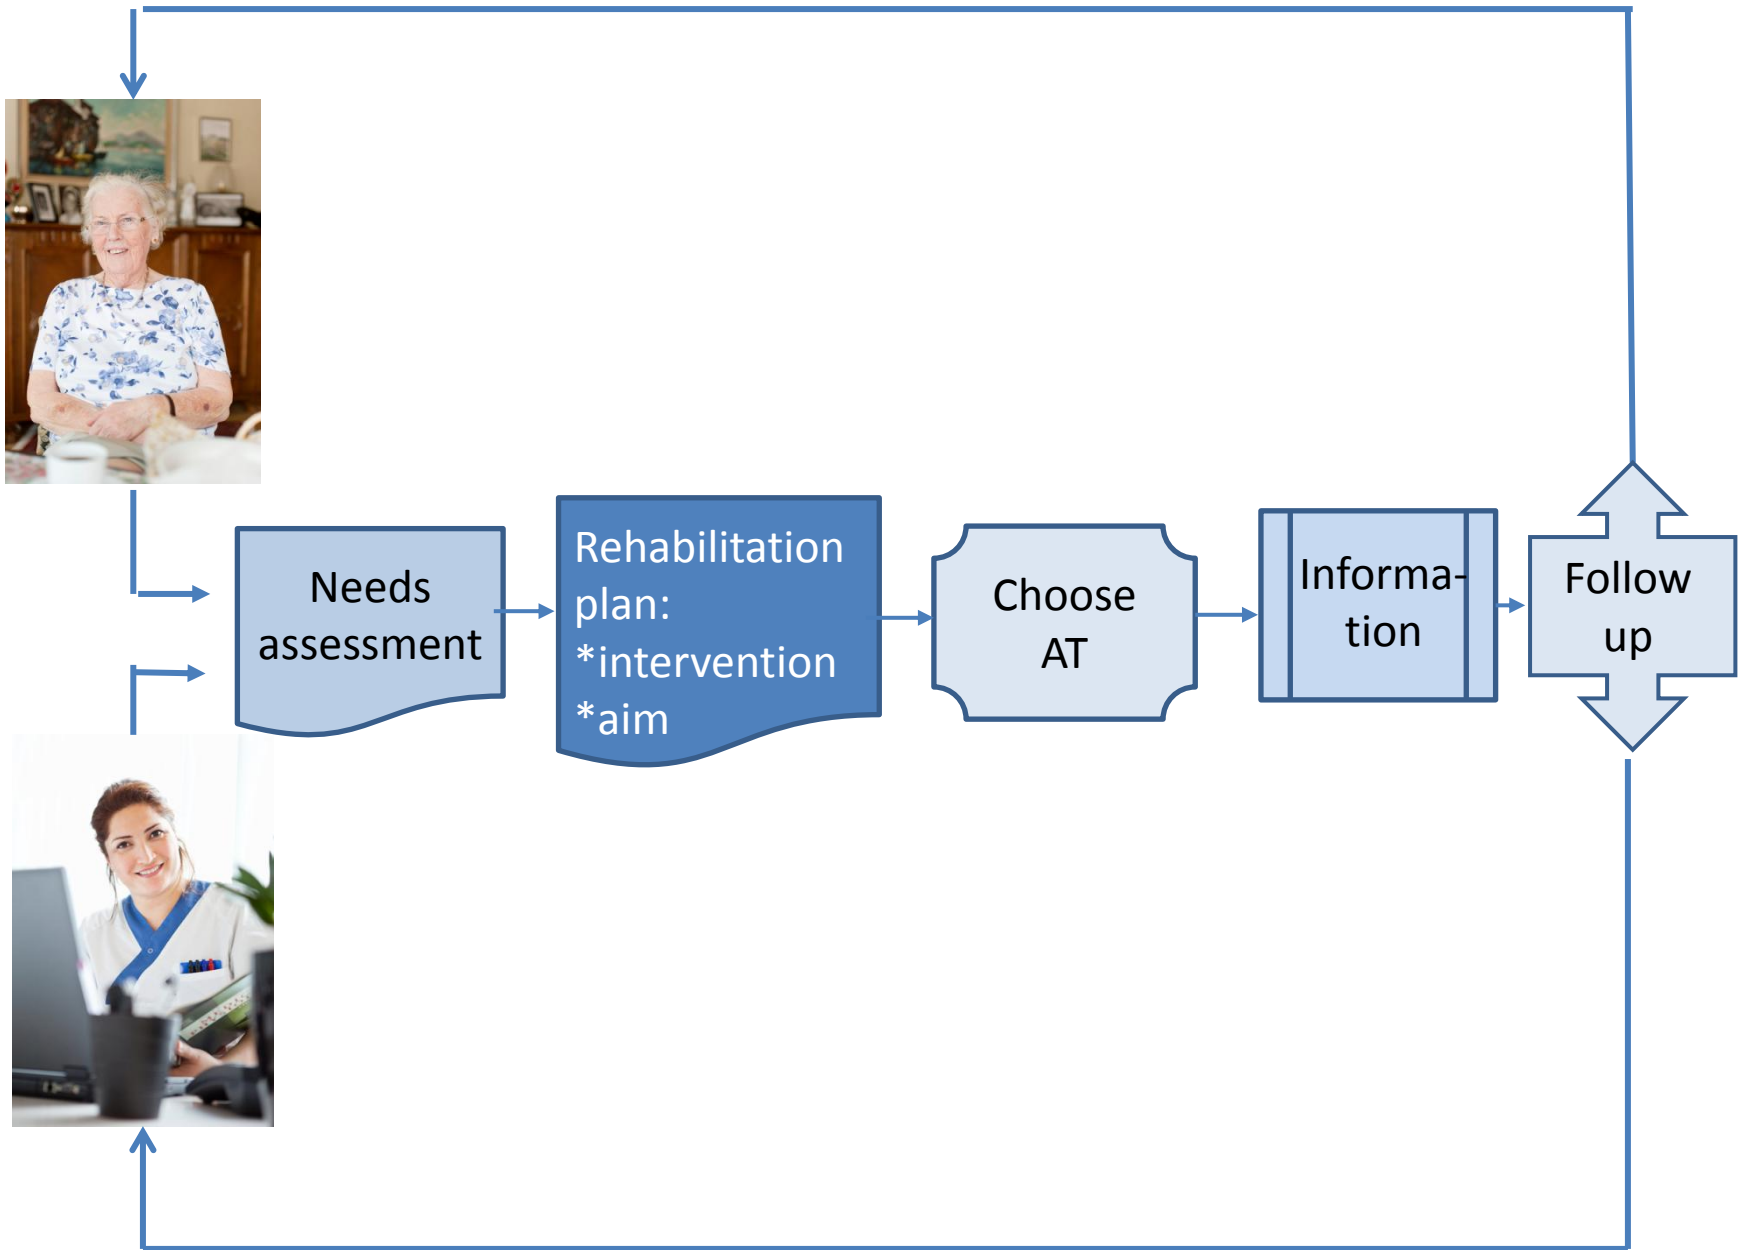 Needs
assessment
Rehabilitation
plan:
*intervention
*aim
Choose
AT
Informa-
tion
Follow
up